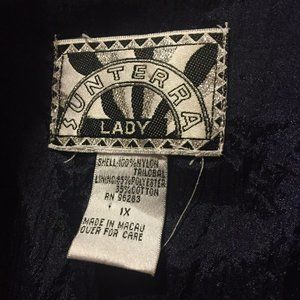 SUNTERRA
LADY
SHELL:100%NYLON
TRILOBAL
LINING:65%POLYESTER
35%COTTON
RN 96283
1X
MADE IN MACAU
OVER FOR CARE